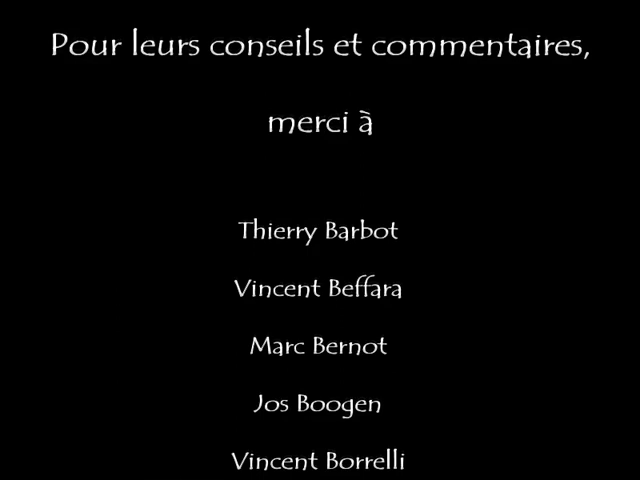 Pour leurs conseils et commentaires,
merci à
Thierry Barbot
Vincent Beffara
Marc Bernot
Jos Boogen
Vincent Borrelli